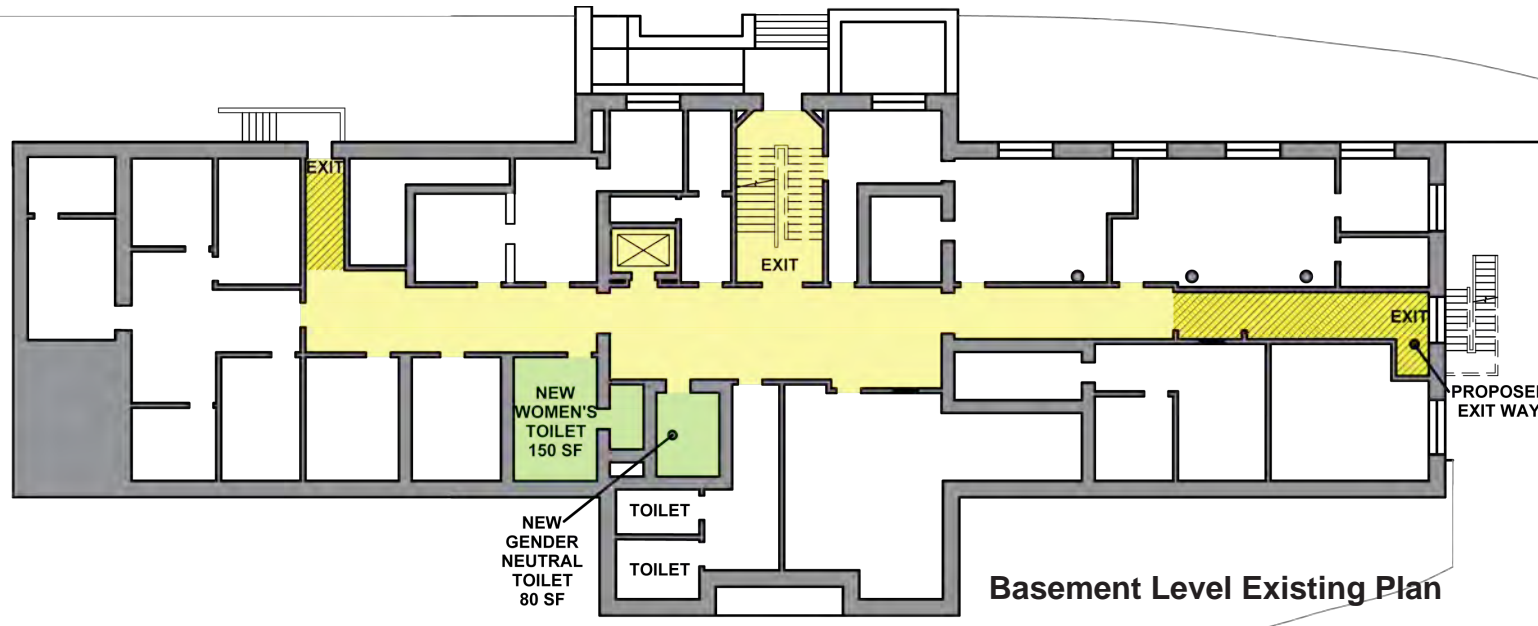 EXIT
EXIT
EXIT
PROPOSED
EXIT WAY
NEW
WOMEN'S
TOILET
150 SF
NEW
GENDER
NEUTRAL
TOILET
80 SF
TOILET
TOILET
Basement Level Existing Plan